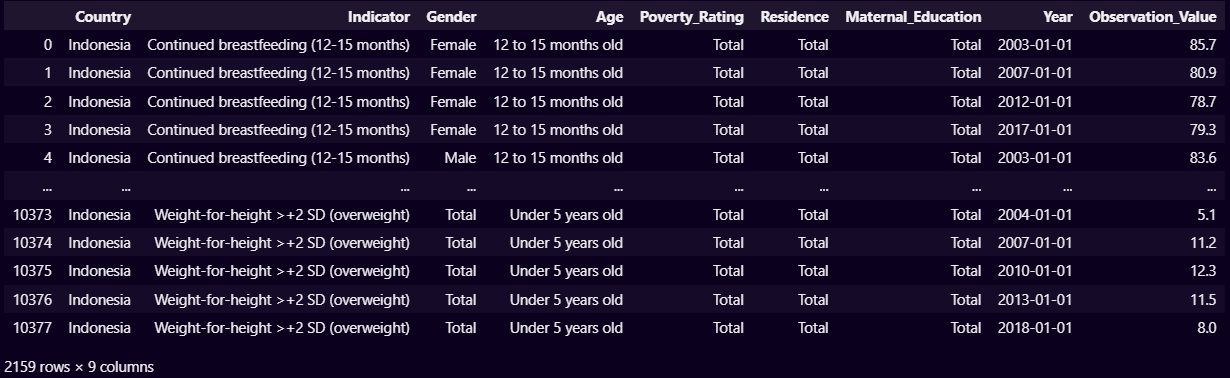 Country Indicator Gender Age Poverty_Rating Residence Maternal_Education Year Observation_Value
0 Indonesia Continued breastfeeding (12-15 months) Female 12 to 15 months old Total Total Total 2003-01-01 85.7
1 Indonesia Continued breastfeeding (12-15 months) Female 12 to 15 months old Total Total Total 2007-01-01 80.9
2 Indonesia Continued breastfeeding (12-15 months) Female 12 to 15 months old Total Total Total 2012-01-01 78.7
3 Indonesia Continued breastfeeding (12-15 months) Female 12 to 15 months old Total Total Total 2017-01-01 79.3
4 Indonesia Continued breastfeeding (12-15 months) Male 12 to 15 months old Total Total Total 2003-01-01 83.6
... ... ... ... ... ... ... ... ... ...
10373 Indonesia Weight-for-height >+2 SD (overweight) Total Under 5 years old Total Total Total 2004-01-01 5.1
10374 Indonesia Weight-for-height >+2 SD (overweight) Total Under 5 years old Total Total Total 2007-01-01 11.2
10375 Indonesia Weight-for-height >+2 SD (overweight) Total Under 5 years old Total Total Total 2010-01-01 12.3
10376 Indonesia Weight-for-height >+2 SD (overweight) Total Under 5 years old Total Total Total 2013-01-01 11.5
10377 Indonesia Weight-for-height >+2 SD (overweight) Total Under 5 years old Total Total Total 2018-01-01 8.0
2159 rows × 9 columns